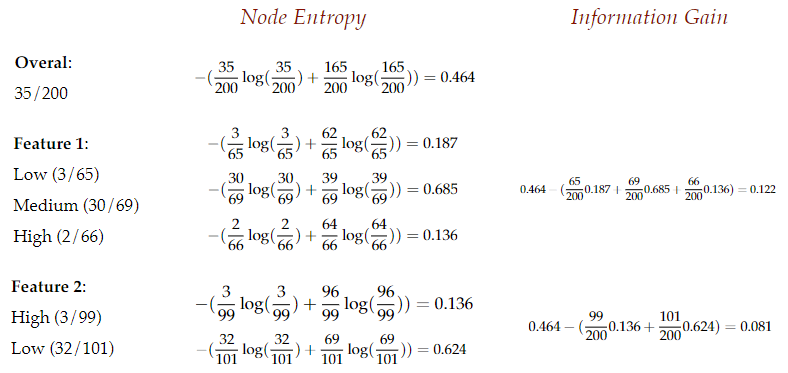 Node Entropy Information Gain
Overal:
35/200
-(35/200 log(35/200) + 165/200 log(165/200)) = 0.464
Feature 1:
Low (3/65)
Medium (30/69)
High (2/66)
-(3/65 log(3/65) + 62/65 log(62/65)) = 0.187
-(30/69 log(30/69) + 39/69 log(39/69)) = 0.685
-(2/66 log(2/66) + 64/66 log(64/66)) = 0.136
0.464 - (65/200 0.187 + 69/200 0.685 + 66/200 0.136) = 0.122
Feature 2:
High (3/99)
Low (32/101)
-(3/99 log(3/99) + 96/99 log(96/99)) = 0.136
-(32/101 log(32/101) + 69/101 log(69/101)) = 0.624
0.464 - (99/200 0.136 + 101/200 0.624) = 0.081